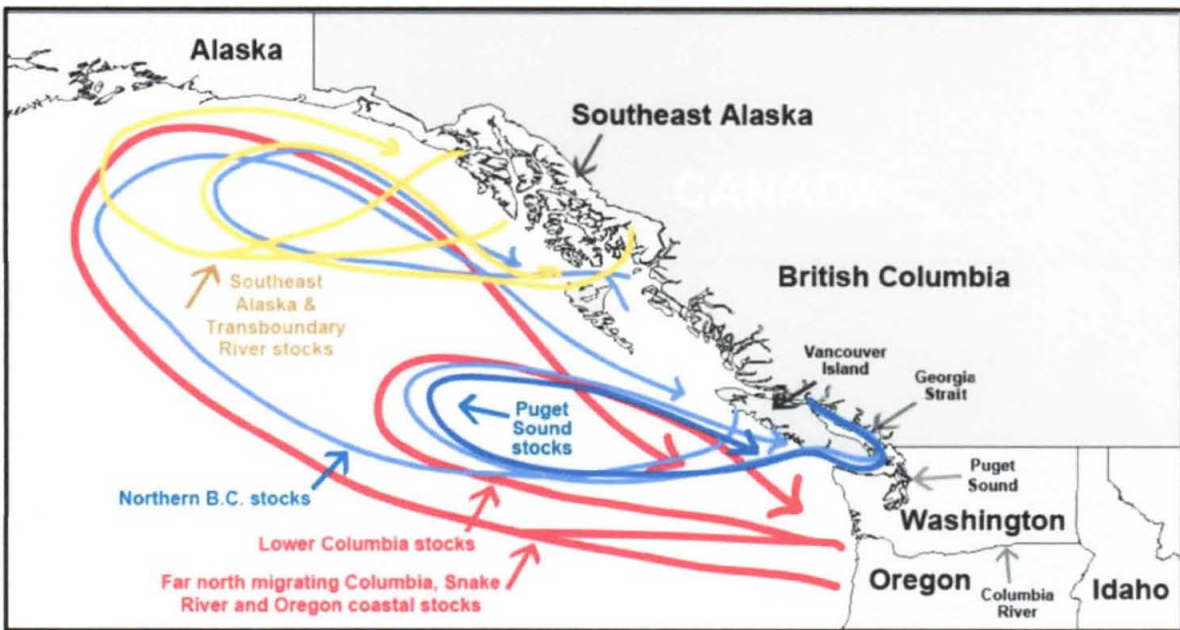 Alaska
Southeast Alaska
CANADA
British Columbia
Southeast
Alaska &
Transboundary
River stocks
Vancouver
Island
Georgia
Strait
Puget
Sound
stocks
Northern B.C. stocks
Puget
Sound
Washington
Lower Columbia stocks
Far north migrating Columbia, Snake
River and Oregon coastal stocks
Oregon
Columbia
River
Idaho